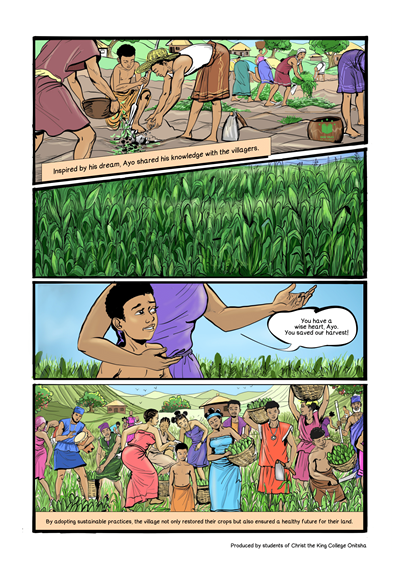 Inspired by his dream, Ayo shared his knowledge with the villagers.
You have a
wise heart, Ayo.
You saved our harvest!
By adopting sustainable practices, the village not only restored their crops but also ensured a healthy future for their land.
Produced by students of Christ the King College Onitsha